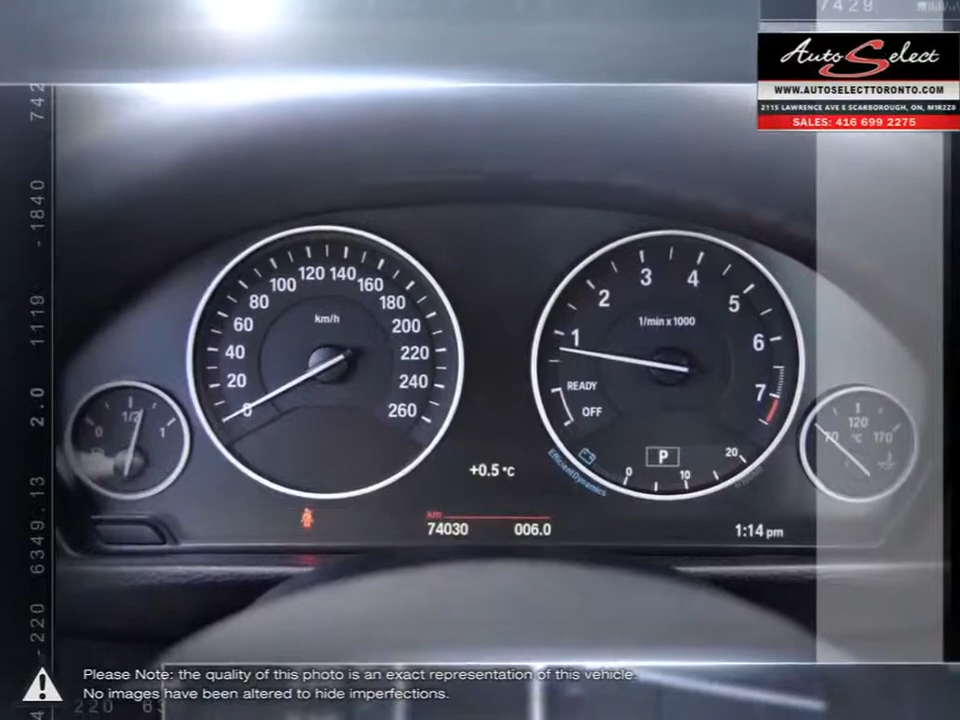 7429
Auto Select
WWW.AUTOSELECTTORONTO.COM
2115 LAWRENCE AVE E SCARBOROUGH, ON, M1R2Z8
SALES: 416 699 2275
742
- 1840
1119
2.0
6349.13
- 220
0 20 40 60 80 100 120 140 160 180 200 220 240 260
km/h
1 2 3 4 5 6 7
1/min x 1000
READY
OFF
P
0 10 20
EfficientDynamics
0 1/2 1
70 120 170
°C
+0.5 °C
km
74030 006.0
1:14 pm
Please Note: the quality of this photo is an exact representation of this vehicle.
No images have been altered to hide imperfections.
220 63